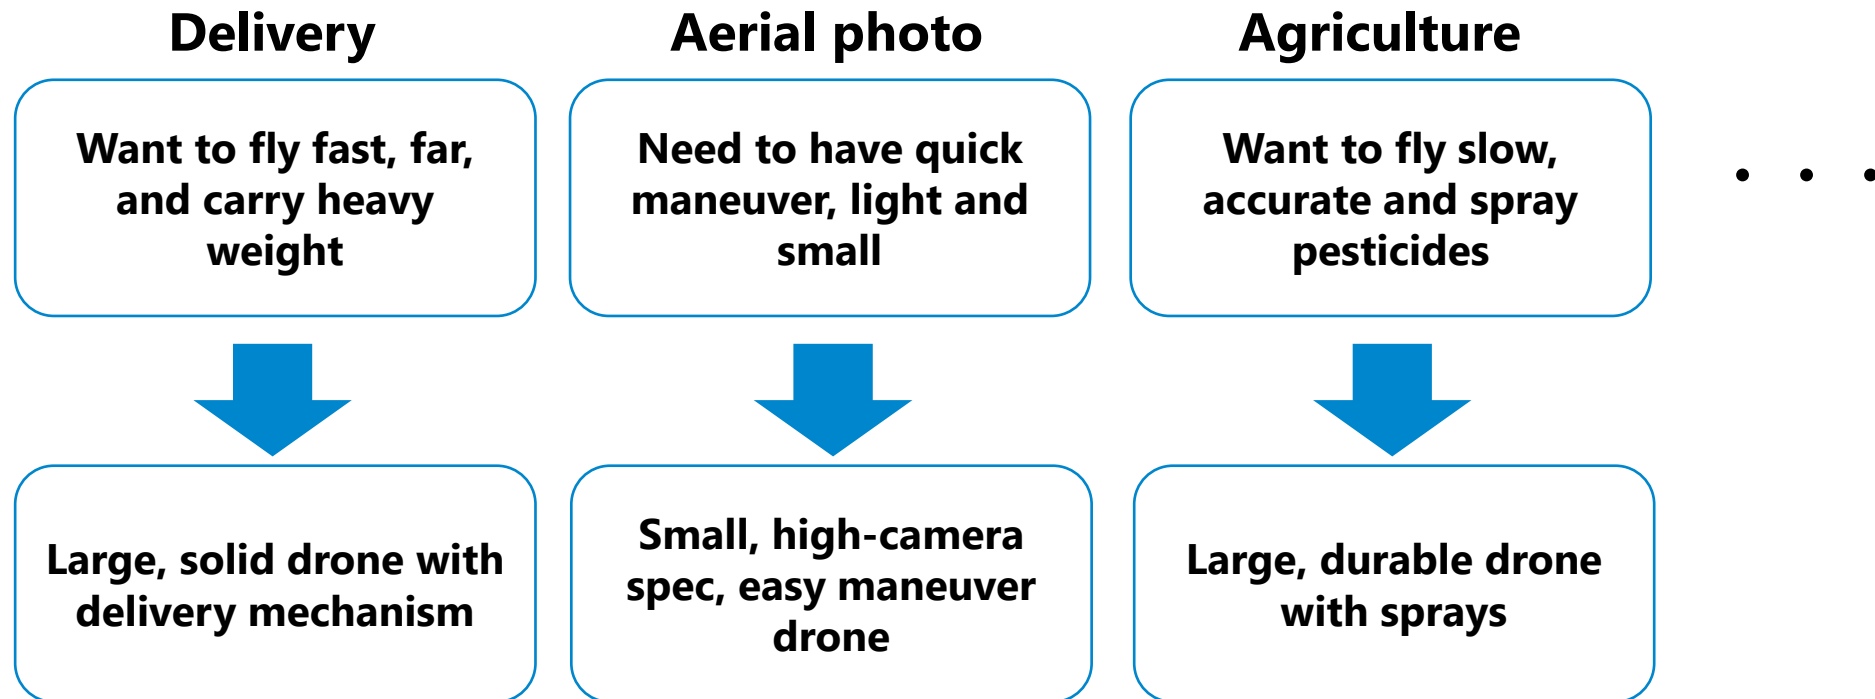 Delivery
Want to fly fast, far,
and carry heavy
weight
Large, solid drone with
delivery mechanism
Aerial photo
Need to have quick
maneuver, light and
small
Small, high-camera
spec, easy maneuver
drone
Agriculture
Want to fly slow,
accurate and spray
pesticides
Large, durable drone
with sprays
• • •